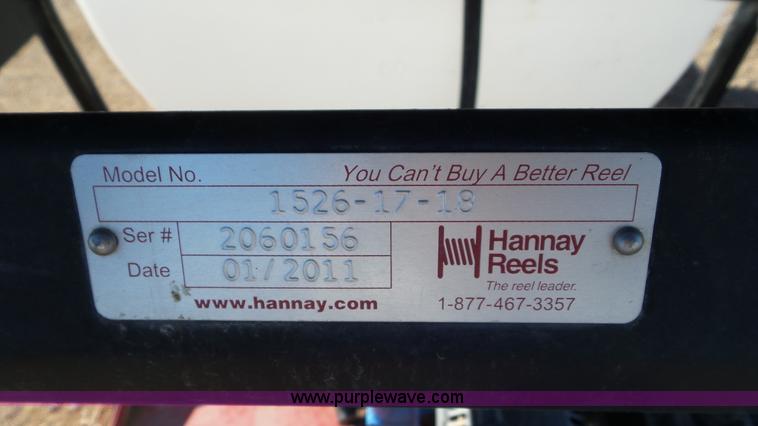 Model No. You Can't Buy A Better Reel
1526-17-18
Ser # 2060156
Date 01/2011
Hannay
Reels
The reel leader.
www.hannay.com 1-877-467-3357
www.purplewave.com